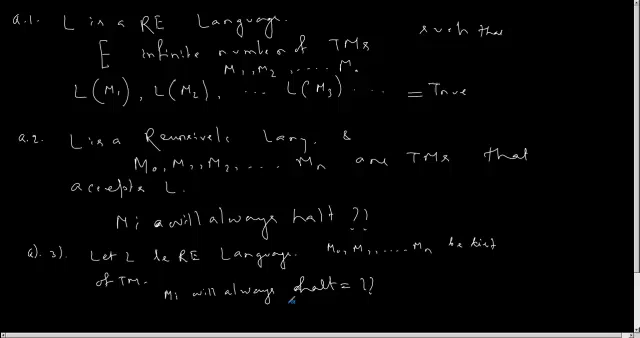 Q.1. L is a RE Language.
such that
E infinite number of TMs
M1, M2, ..... M.
L(M1), L(M2), ... L(M3) ... = True
Q.2. L is a Recursively Lang. &
M0, M1, M2, ... Mn are TMs that
accepts L.
Mi will always halt ??
Q) 3) Let L be RE Language. M0, M1, ..... Mn be list
of TM.
Mi will always halt = ??